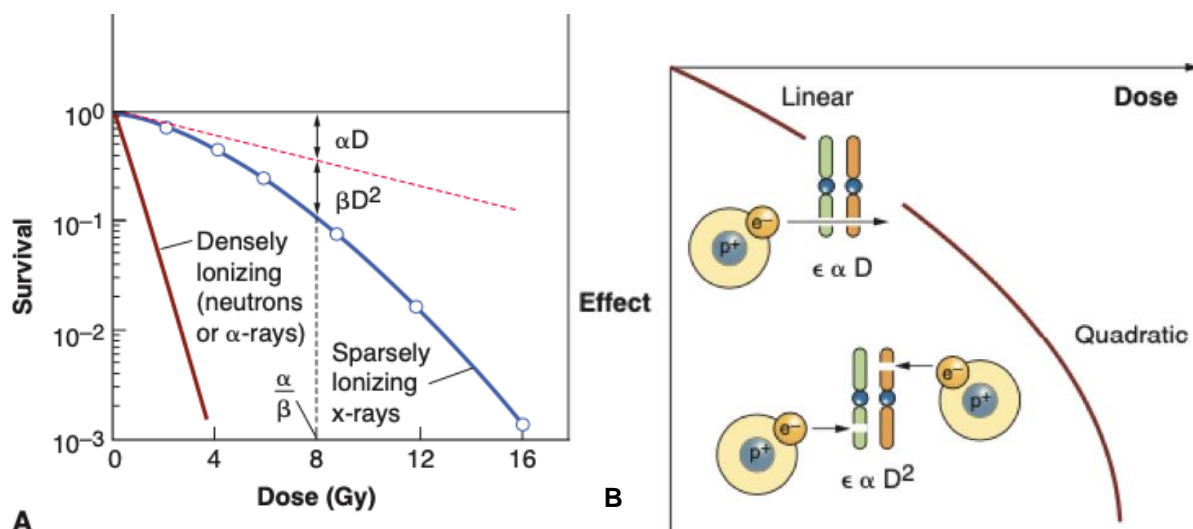 10⁰
10⁻¹
10⁻²
10⁻³
Survival
αD
βD²
Densely
Ionizing
(neutrons
or α-rays)
Sparsely
Ionizing
x-rays
α
β
0 4 8 12 16
Dose (Gy)
A
Linear
Dose
e⁻
p⁺
ϵ α D
Effect
Quadratic
e⁻
p⁺
e⁻
p⁺
ϵ α D²
B